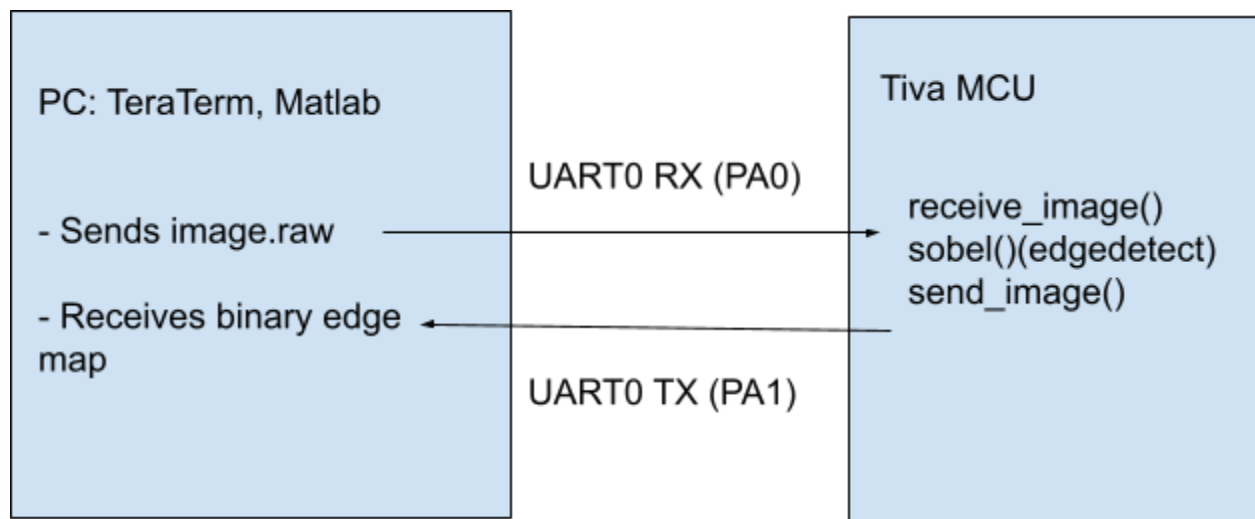 PC: TeraTerm, Matlab
- Sends image.raw
- Receives binary edge
map
UART0 RX (PA0)
UART0 TX (PA1)
Tiva MCU
receive_image()
sobel()(edgedetect)
send_image()